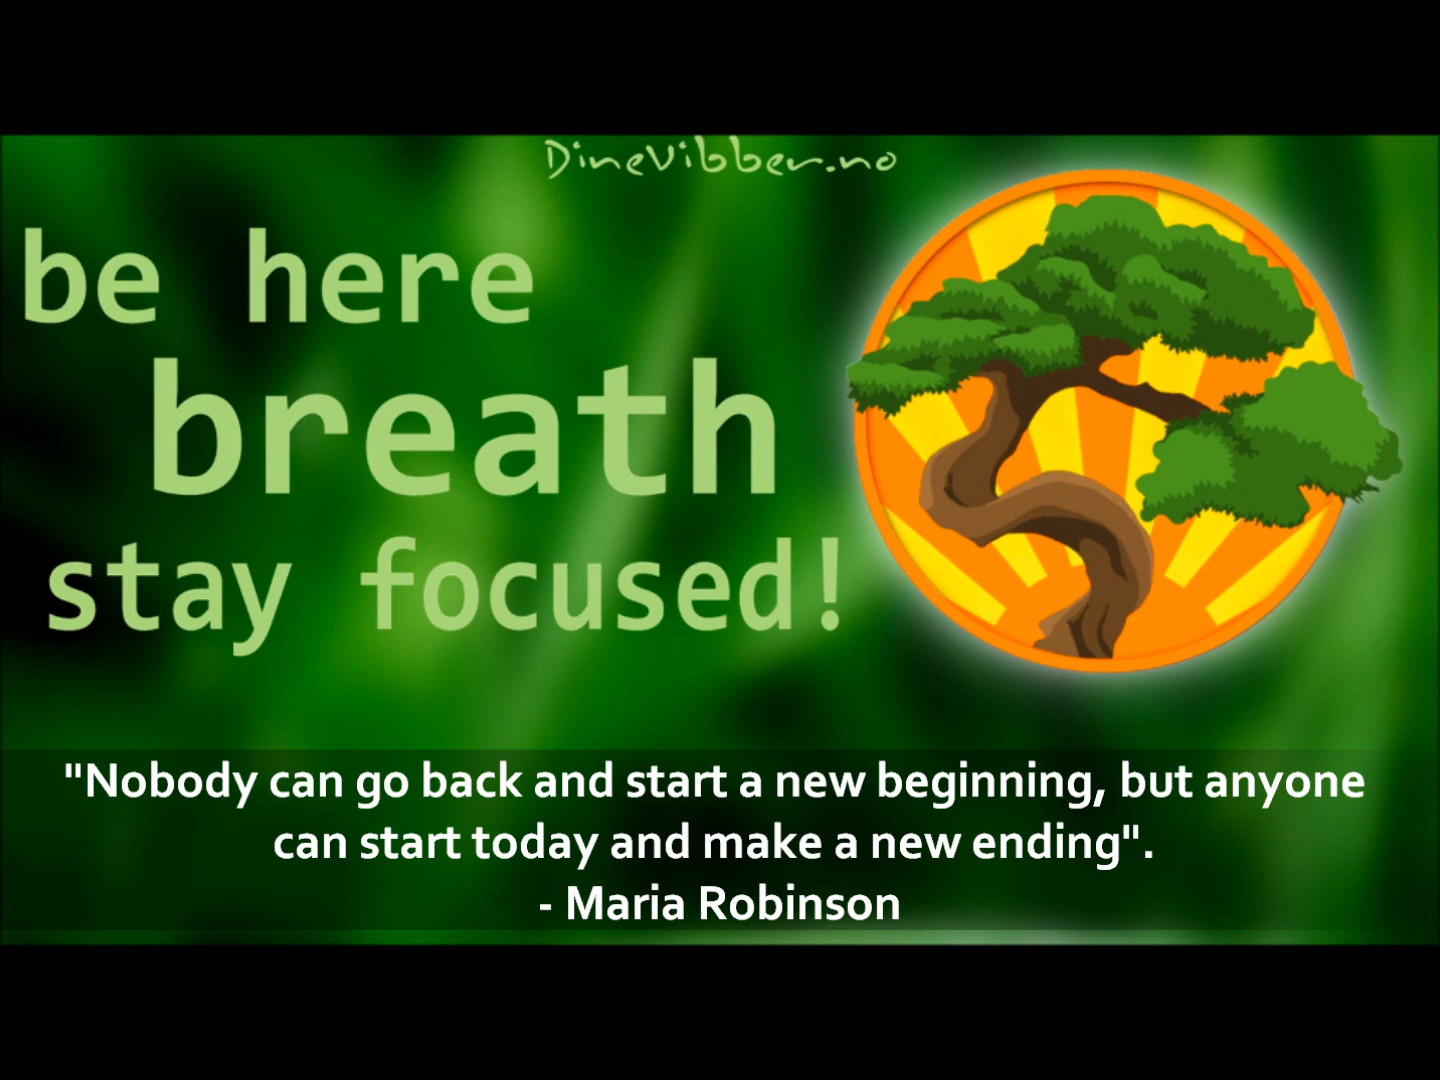 DineVibber.no
be here
breath
stay focused!
"Nobody can go back and start a new beginning, but anyone
can start today and make a new ending".
- Maria Robinson